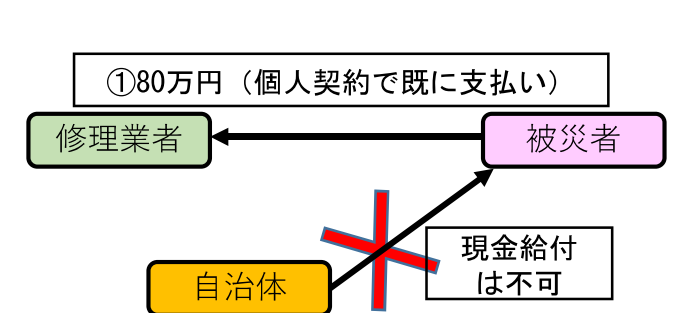 ①80万円（個人契約で既に支払い）
修理業者
被災者
現金給付
は不可
自治体